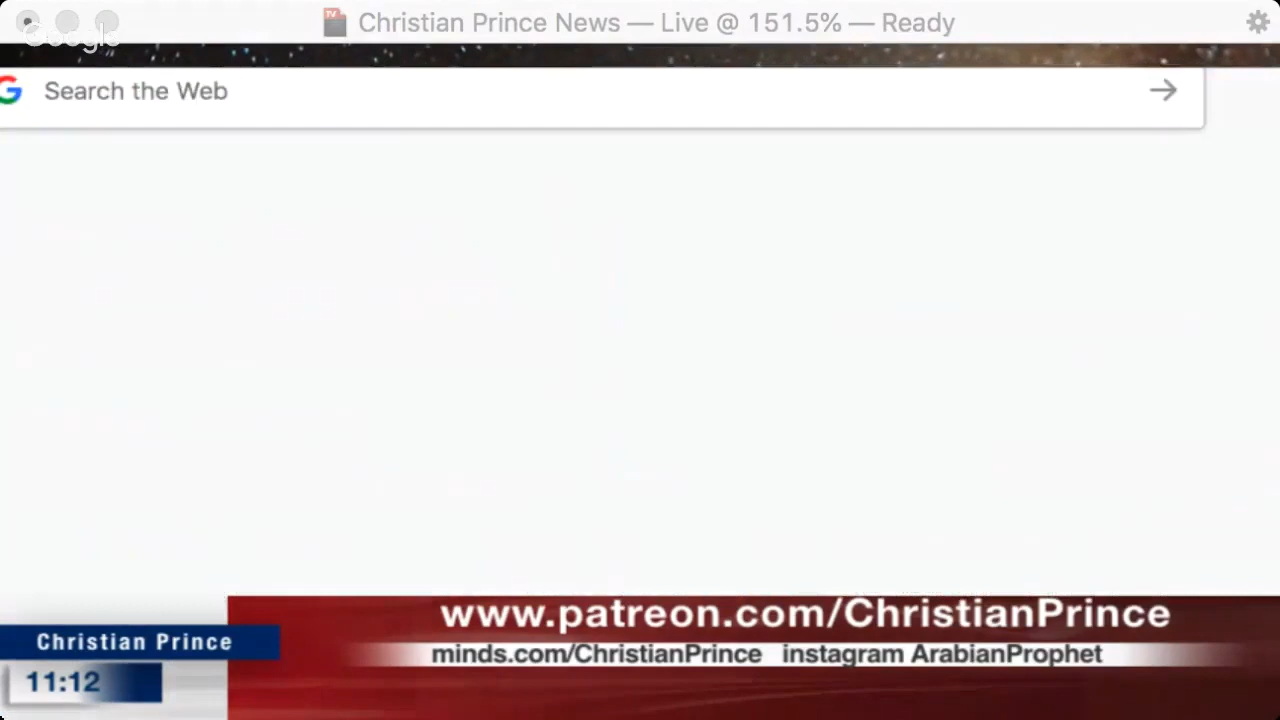 Christian Prince News — Live @ 151.5% — Ready
Google
Search the Web
www.patreon.com/ChristianPrince
Christian Prince
minds.com/ChristianPrince instagram ArabianProphet
11:12